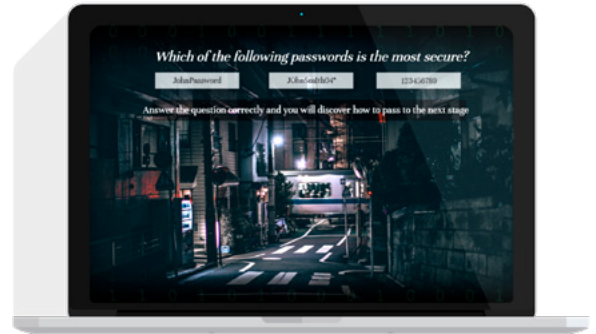 Which of the following passwords is the most secure?
JohnPassword 123456789
Answer the question correctly and you will discover how to pass to the next stage